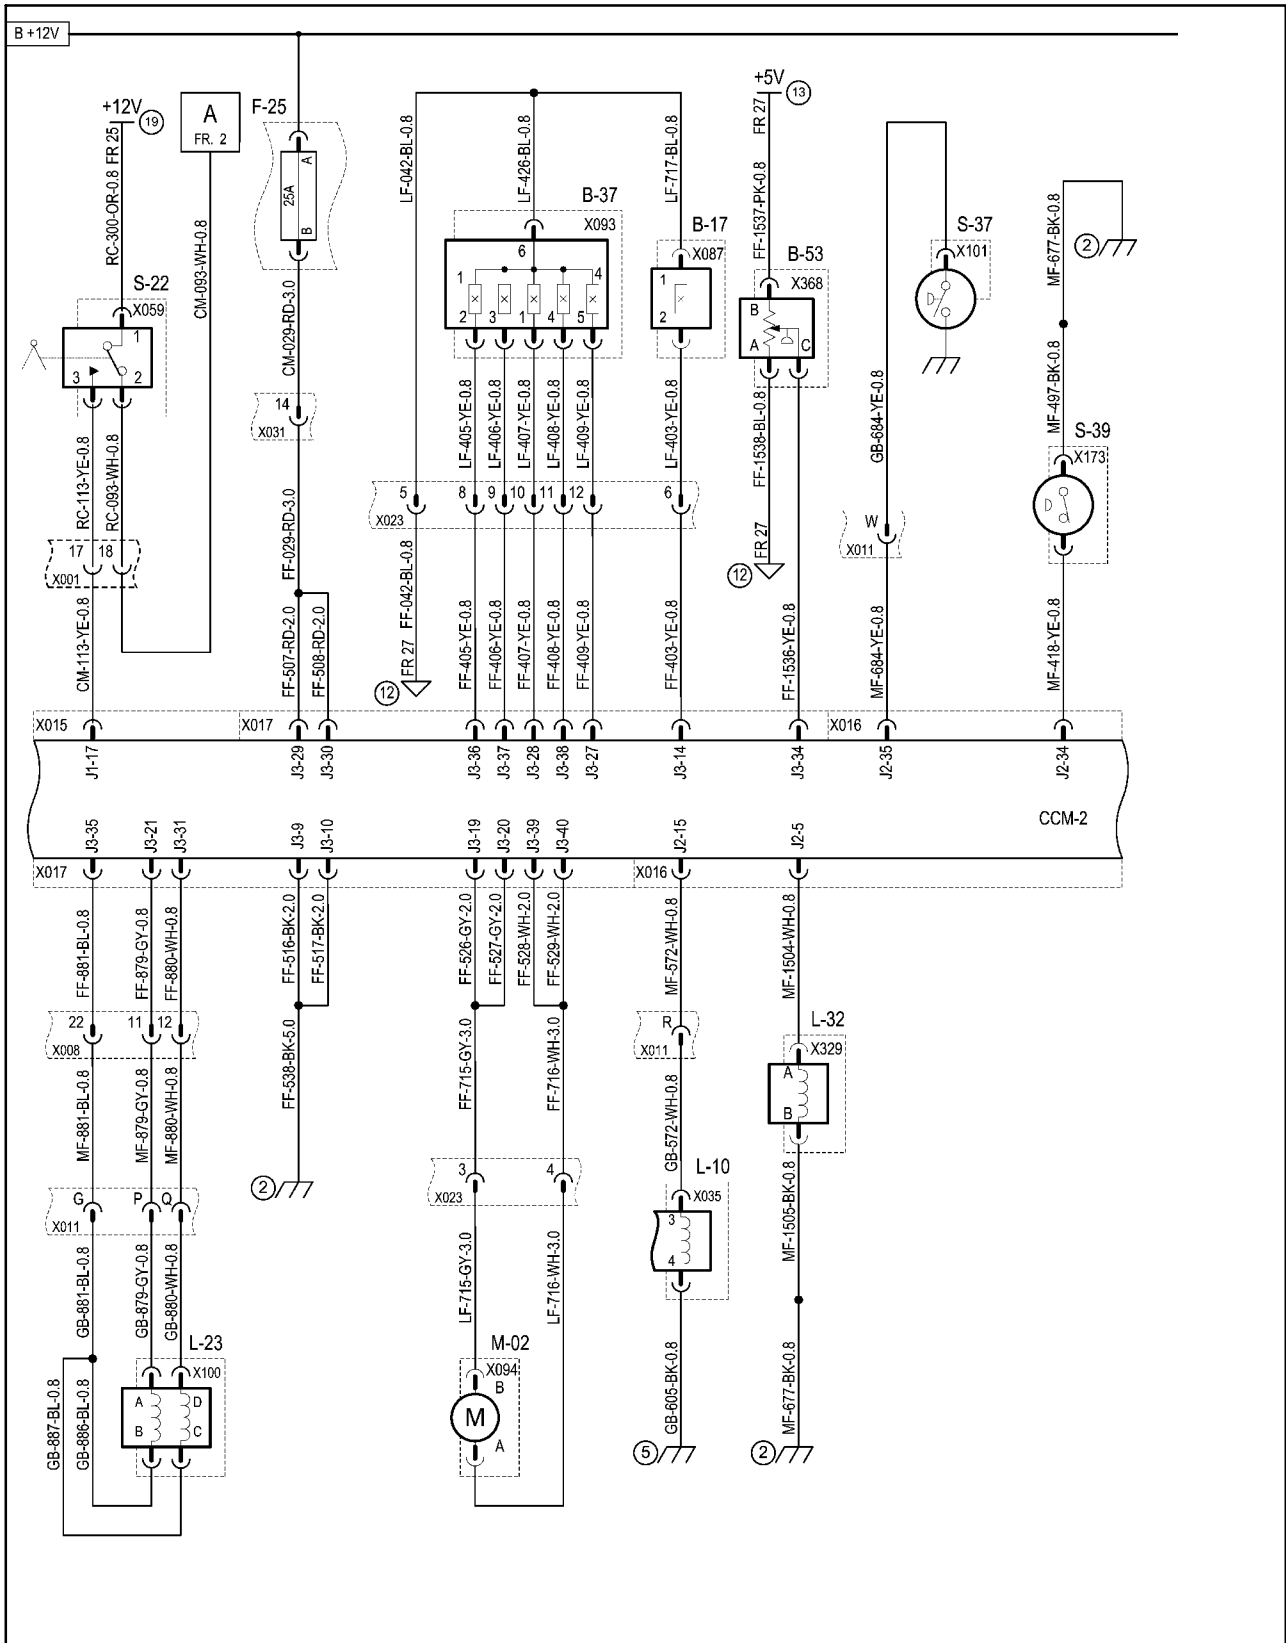 B +12V
+12V
19
A
FR. 2
F-25
25A
A
B
RC-300-OR-0.8 FR 25
CM-093-WH-0.8
S-22
X059
1
3
2
RC-113-YE-0.8
RC-093-WH-0.8
17
18
X001
CM-113-YE-0.8
CM-029-RD-3.0
14
X031
FF-029-RD-3.0
FF-507-RD-2.0
FF-508-RD-2.0
LF-042-BL-0.8
LF-426-BL-0.8
LF-717-BL-0.8
B-37
X093
6
1
4
2
3
1
4
5
LF-405-YE-0.8
LF-406-YE-0.8
LF-407-YE-0.8
LF-408-YE-0.8
LF-409-YE-0.8
B-17
X087
1
2
LF-403-YE-0.8
5
8
9
10
11
12
6
X023
FR 27 FF-042-BL-0.8
12
FF-405-YE-0.8
FF-406-YE-0.8
FF-407-YE-0.8
FF-408-YE-0.8
FF-409-YE-0.8
FF-403-YE-0.8
+5V
13
FF-1537-PK-0.8 FR 27
B-53
X368
B
A
C
FR 27 FF-1538-BL-0.8
12
FF-1536-YE-0.8
S-37
X101
GB-684-YE-0.8
W
X011
MF-684-YE-0.8
2
MF-677-BK-0.8
MF-497-BK-0.8
S-39
X173
MF-418-YE-0.8
X015
X017
X016
J1-17
J3-29
J3-30
J3-36
J3-37
J3-28
J3-38
J3-27
J3-14
J3-34
J2-35
J2-34
CCM-2
J3-35
J3-21
J3-31
J3-9
J3-10
J3-19
J3-20
J3-39
J3-40
J2-15
J2-5
X017
X016
FF-881-BL-0.8
FF-879-GY-0.8
FF-880-WH-0.8
22
11
12
X008
MF-881-BL-0.8
MF-879-GY-0.8
MF-880-WH-0.8
G
P
Q
X011
GB-881-BL-0.8
GB-879-GY-0.8
GB-880-WH-0.8
L-23
X100
A
D
B
C
GB-887-BL-0.8
GB-886-BL-0.8
FF-516-BK-2.0
FF-517-BK-2.0
FF-538-BK-5.0
2
FF-526-GY-2.0
FF-527-GY-2.0
FF-528-WH-2.0
FF-529-WH-2.0
FF-715-GY-3.0
FF-716-WH-3.0
3
4
X023
LF-715-GY-3.0
LF-716-WH-3.0
M-02
X094
B
M
A
MF-572-WH-0.8
R
X011
GB-572-WH-0.8
L-10
X035
3
4
GB-605-BK-0.8
5
MF-1504-WH-0.8
L-32
X329
A
B
MF-1505-BK-0.8
MF-677-BK-0.8
2